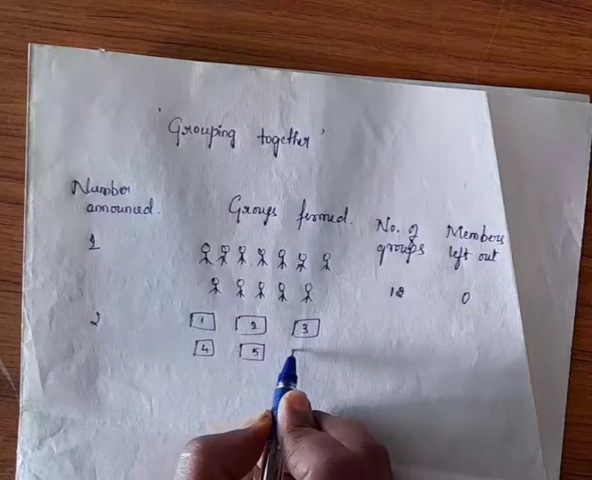 'Grouping together'
Number announced.
Groups formed.
No. of groups
Members left out
1
12
0
2
1 2 3
4 5